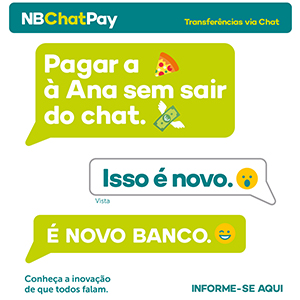 NBChatPay
Transferências via Chat
Pagar a 🍕
à Ana sem sair
do chat. 💸
Isso é novo. 😮
Vista
É NOVO BANCO. 😄
Conheça a inovação
de que todos falam.
INFORME-SE AQUI